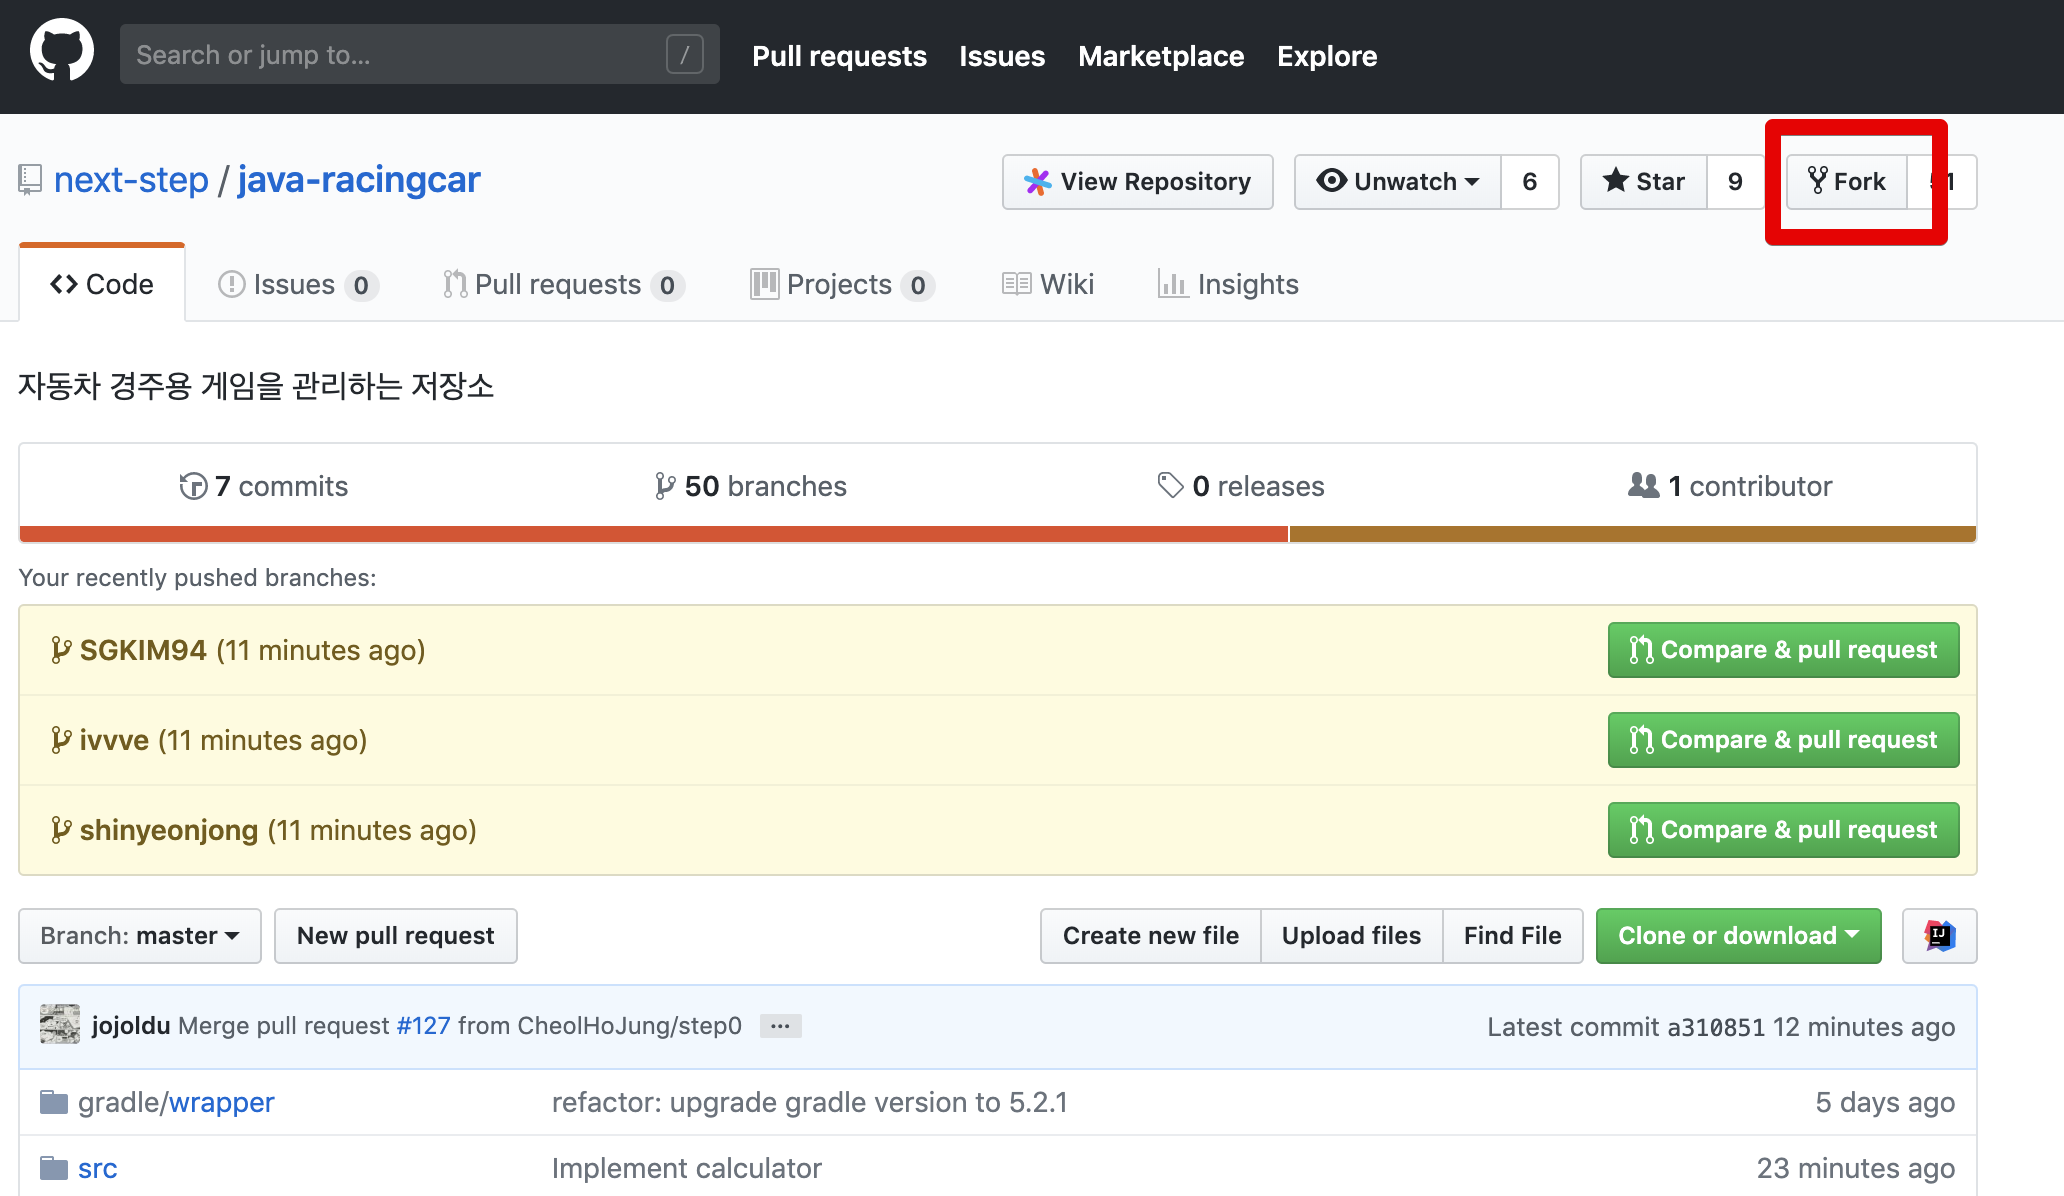 Search or jump to... /
Pull requests Issues Marketplace Explore
next-step / java-racingcar
View Repository Unwatch 6 Star 9 Fork 51
Code Issues 0 Pull requests 0 Projects 0 Wiki Insights
자동차 경주용 게임을 관리하는 저장소
7 commits 50 branches 0 releases 1 contributor
Your recently pushed branches:
SGKIM94 (11 minutes ago) Compare & pull request
ivvve (11 minutes ago) Compare & pull request
shinyeonjong (11 minutes ago) Compare & pull request
Branch: master New pull request Create new file Upload files Find File Clone or download IJ
jojoldu Merge pull request #127 from CheolHoJung/step0 ... Latest commit a310851 12 minutes ago
gradle/wrapper refactor: upgrade gradle version to 5.2.1 5 days ago
src Implement calculator 23 minutes ago